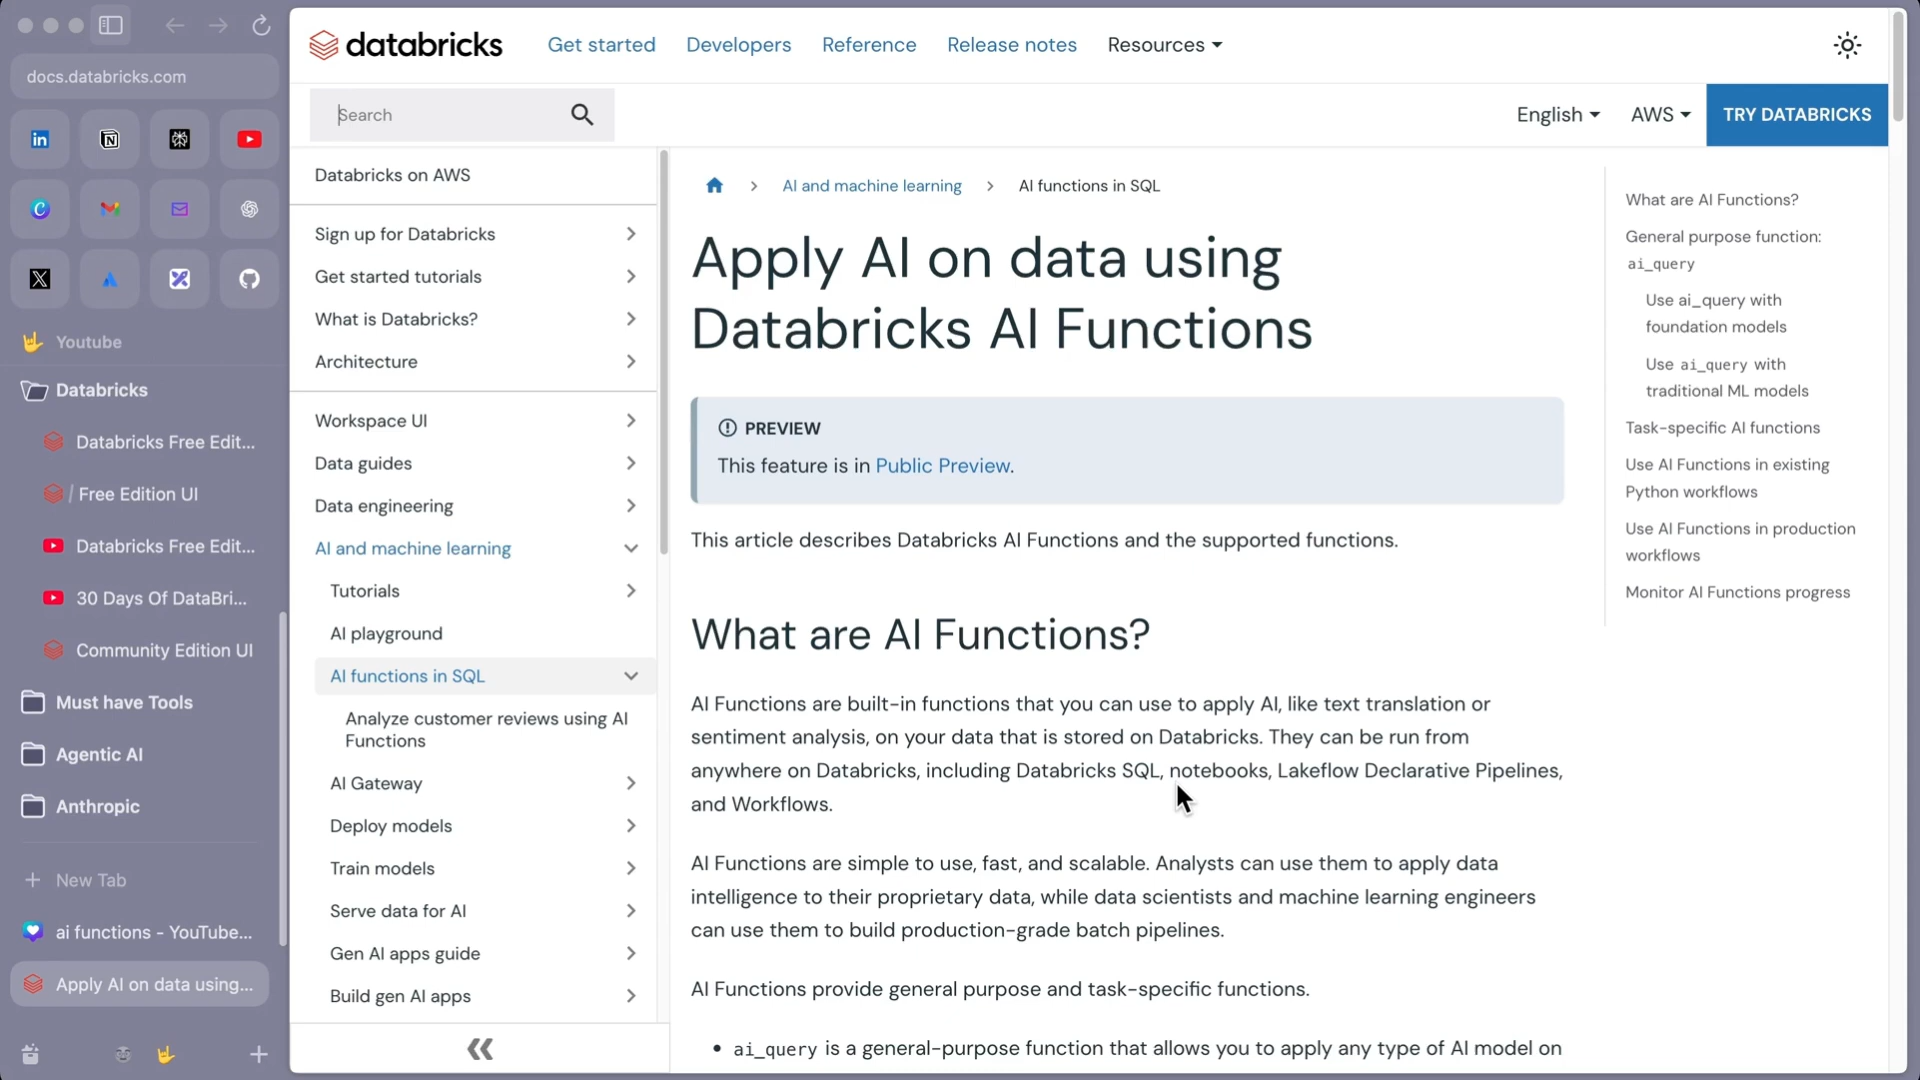 docs.databricks.com
Youtube
Databricks
Databricks Free Edit...
/ Free Edition UI
Databricks Free Edit...
30 Days Of DataBri...
Community Edition UI
Must have Tools
Agentic AI
Anthropic
New Tab
ai functions - YouTube...
Apply AI on data using...
databricks
Get started
Developers
Reference
Release notes
Resources
Search
English
AWS
TRY DATABRICKS
Databricks on AWS
Sign up for Databricks
Get started tutorials
What is Databricks?
Architecture
Workspace UI
Data guides
Data engineering
AI and machine learning
Tutorials
AI playground
AI functions in SQL
Analyze customer reviews using AI
Functions
AI Gateway
Deploy models
Train models
Serve data for AI
Gen AI apps guide
Build gen AI apps
AI and machine learning
AI functions in SQL
Apply AI on data using
Databricks AI Functions
PREVIEW
This feature is in Public Preview.
This article describes Databricks AI Functions and the supported functions.
What are AI Functions?
AI Functions are built-in functions that you can use to apply AI, like text translation or
sentiment analysis, on your data that is stored on Databricks. They can be run from
anywhere on Databricks, including Databricks SQL, notebooks, Lakeflow Declarative Pipelines,
and Workflows.
AI Functions are simple to use, fast, and scalable. Analysts can use them to apply data
intelligence to their proprietary data, while data scientists and machine learning engineers
can use them to build production-grade batch pipelines.
AI Functions provide general purpose and task-specific functions.
• ai_query is a general-purpose function that allows you to apply any type of AI model on
What are AI Functions?
General purpose function:
ai_query
Use ai_query with
foundation models
Use ai_query with
traditional ML models
Task-specific AI functions
Use AI Functions in existing
Python workflows
Use AI Functions in production
workflows
Monitor AI Functions progress